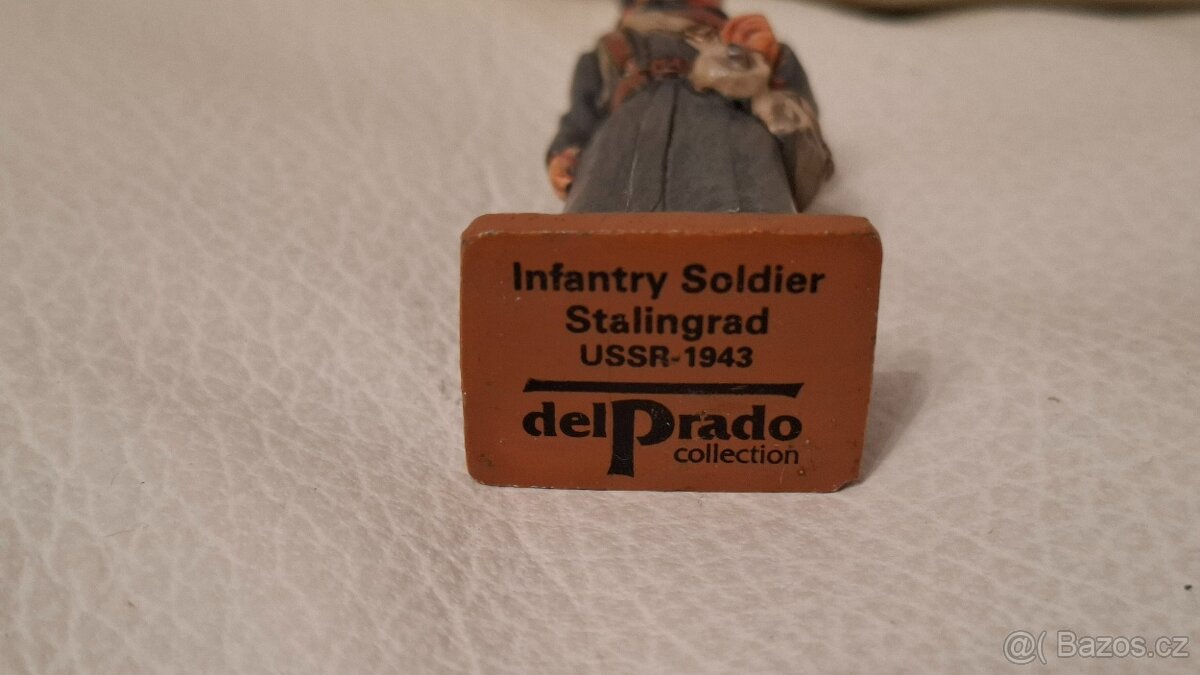 Infantry Soldier
Stalingrad
USSR-1943
delPrado
collection
@( Bazos.cz